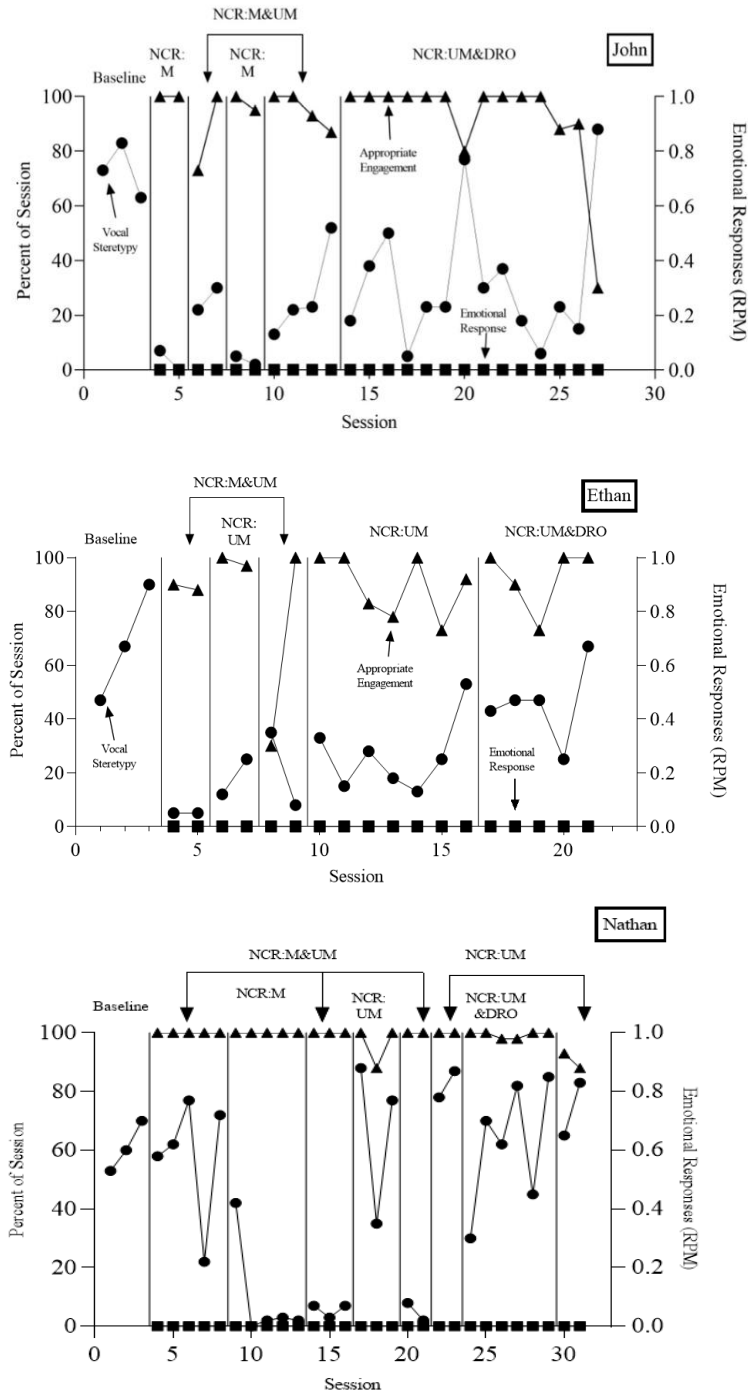 NCR:M&UM
John
NCR:
M
NCR:
M
NCR:UM&DRO
Baseline
100
80
60
40
20
0
Percent of Session
Appropriate
Engagement
Vocal
Steretypy
Emotional
Response
1.0
0.8
0.6
0.4
0.2
0.0
Emotional Responses (RPM)
0
5
10
15
20
25
30
Session
NCR:M&UM
Ethan
Baseline
NCR:
UM
NCR:UM
NCR:UM&DRO
100
80
60
40
20
0
Percent of Session
Appropriate
Engagement
Vocal
Steretypy
Emotional
Response
1.0
0.8
0.6
0.4
0.2
0.0
Emotional Responses (RPM)
0
5
10
15
20
Session
Nathan
NCR:M&UM
NCR:UM
Baseline
NCR:M
NCR:
UM
NCR:UM
&DRO
100
80
60
40
20
0
Percent of Session
1.0
0.8
0.6
0.4
0.2
0.0
Emotional Responses (RPM)
0
5
10
15
20
25
30
Session